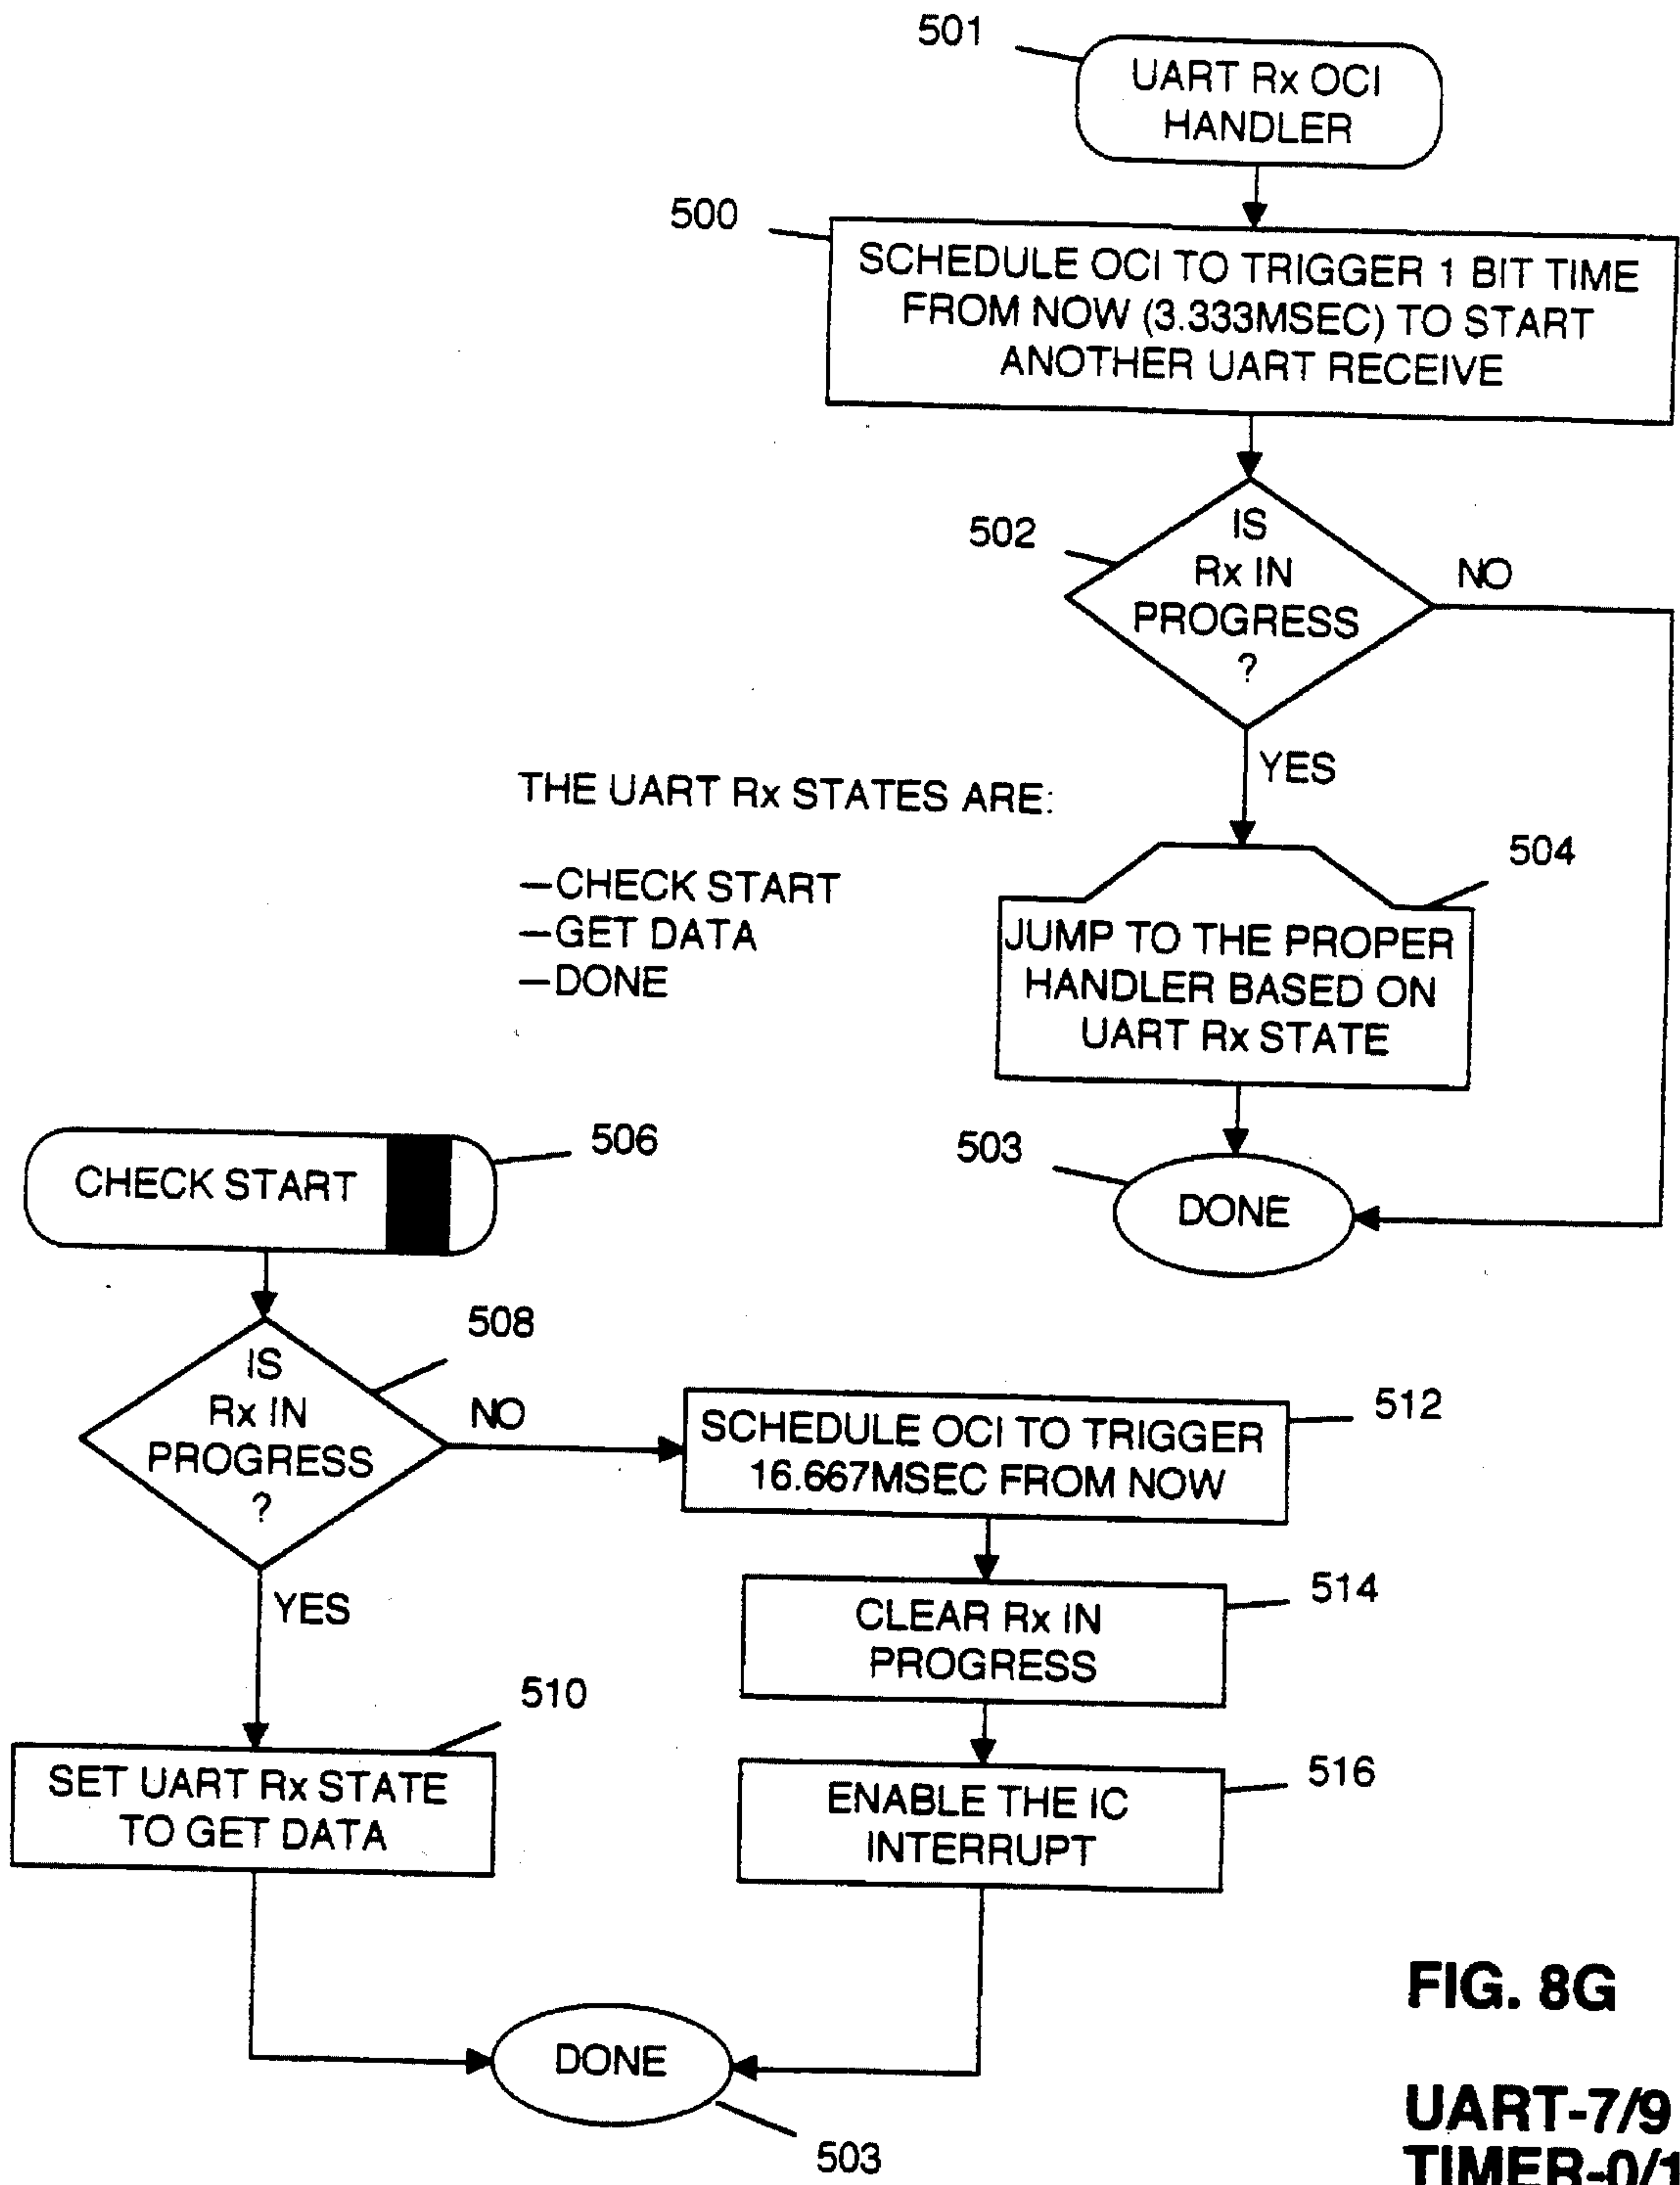 501
UART Rx OCI
HANDLER
500
SCHEDULE OCI TO TRIGGER 1 BIT TIME
FROM NOW (3.333MSEC) TO START
ANOTHER UART RECEIVE
502
IS
Rx IN
PROGRESS
?
NO
YES
THE UART Rx STATES ARE:
—CHECK START
—GET DATA
—DONE
504
JUMP TO THE PROPER
HANDLER BASED ON
UART Rx STATE
503
DONE
506
CHECK START
508
IS
Rx IN
PROGRESS
?
NO
YES
512
SCHEDULE OCI TO TRIGGER
16.667MSEC FROM NOW
514
CLEAR Rx IN
PROGRESS
510
SET UART Rx STATE
TO GET DATA
516
ENABLE THE IC
INTERRUPT
DONE
503
FIG. 8G
UART-7/9
TIMER-0/1